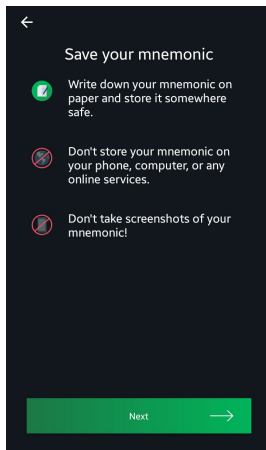 Save your mnemonic
Write down your mnemonic on
paper and store it somewhere
safe.
Don't store your mnemonic on
your phone, computer, or any
online services.
Don't take screenshots of your
mnemonic!
Next